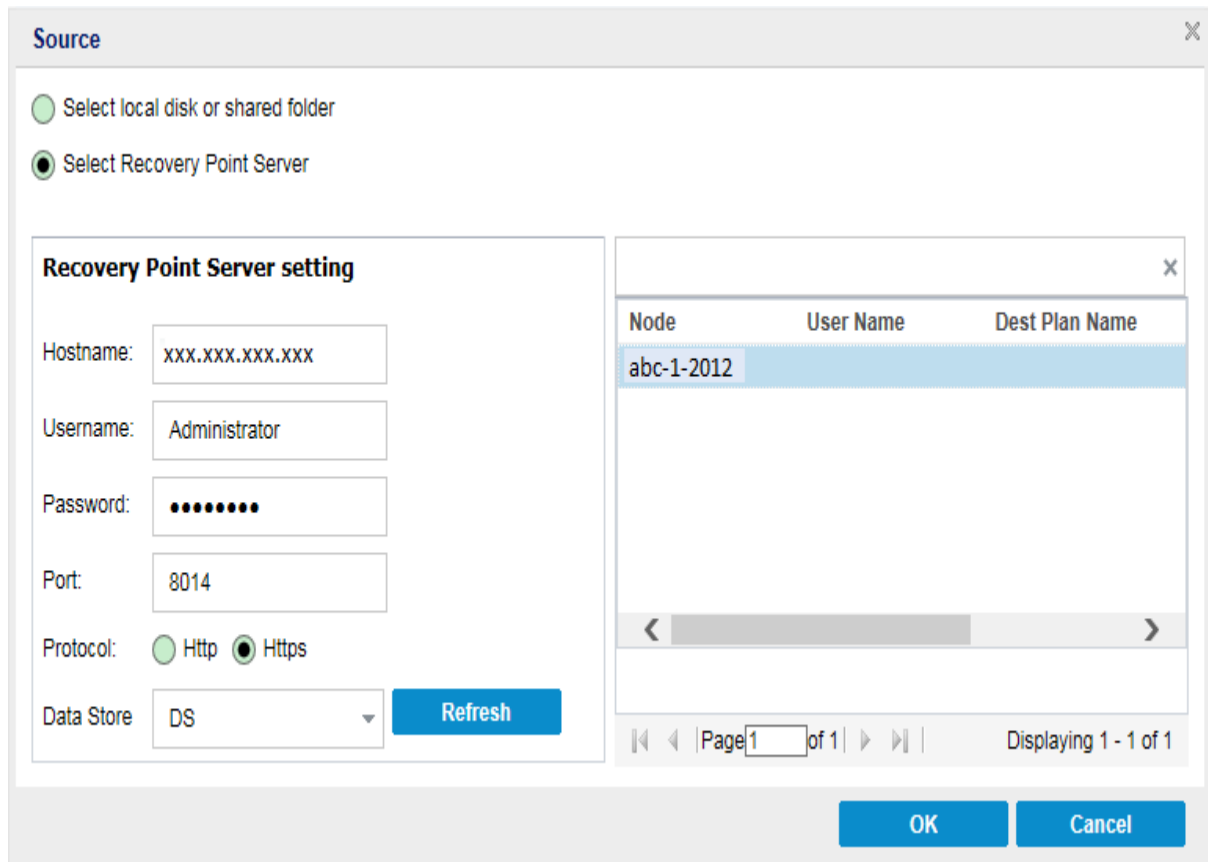 Source
Select local disk or shared folder
Select Recovery Point Server
Recovery Point Server setting
Hostname: xxx.xxx.xxx.xxx
Username: Administrator
Password: ••••••••
Port: 8014
Protocol: Http Https
Data Store DS Refresh
Node User Name Dest Plan Name
abc-1-2012
Page 1 of 1 Displaying 1 - 1 of 1
OK Cancel